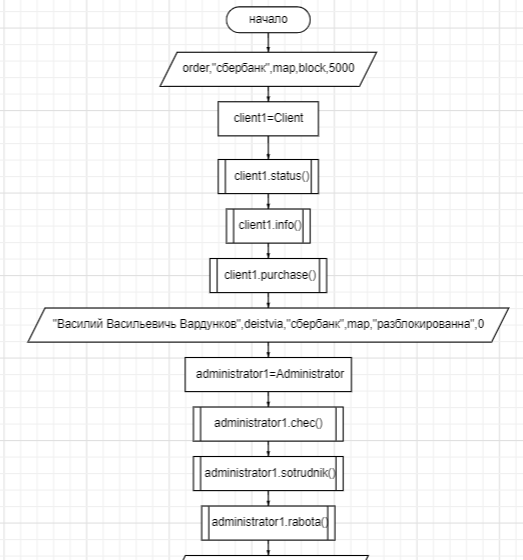 начало
order,"сбербанк",map,block,5000
client1=Client
client1.status()
client1.info()
client1.purchase()
"Василий Васильевичь Вардунков",deistvia,"сбербанк",map,"разблокированна",0
administrator1=Administrator
administrator1.chec()
administrator1.sotrudnik()
administrator1.rabota()